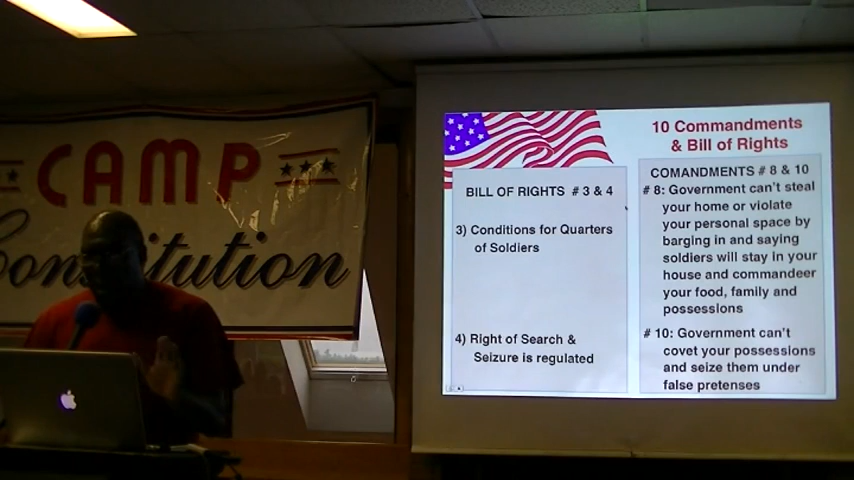 CAMP
Constitution
10 Commandments
& Bill of Rights
BILL OF RIGHTS # 3 & 4
3) Conditions for Quarters
of Soldiers
4) Right of Search &
Seizure is regulated
COMANDMENTS # 8 & 10
# 8: Government can't steal
your home or violate
your personal space by
barging in and saying
soldiers will stay in your
house and commandeer
your food, family and
possessions
# 10: Government can't
covet your possessions
and seize them under
false pretenses